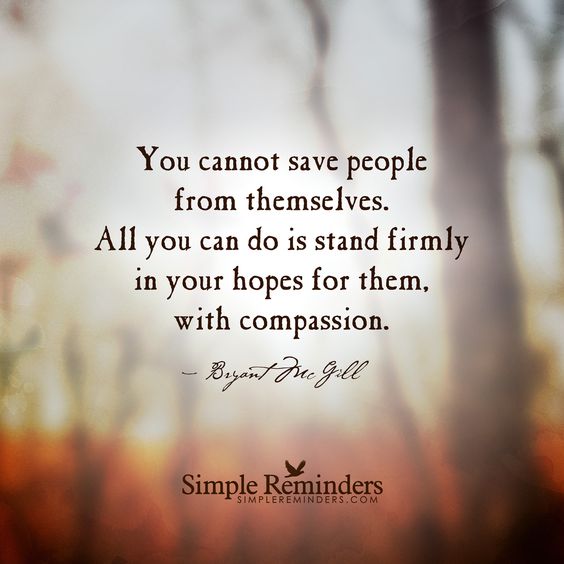 You cannot save people
from themselves.
All you can do is stand firmly
in your hopes for them,
with compassion.
— Bryant McGill
Simple Reminders
SIMPLEREMINDERS.COM